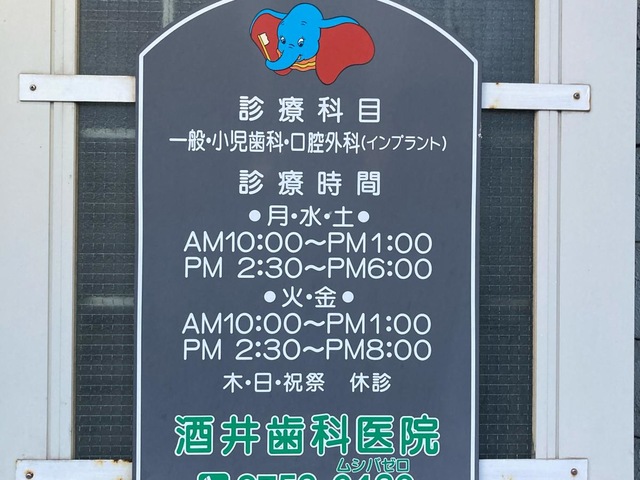 診療科目
一般・小児歯科・口腔外科(インプラント)
診療時間
●月・水・土●
AM10:00〜PM1:00
PM 2:30〜PM6:00
●火・金●
AM10:00〜PM1:00
PM 2:30〜PM8:00
木・日・祝祭 休診
酒井歯科医院
ムシバゼロ